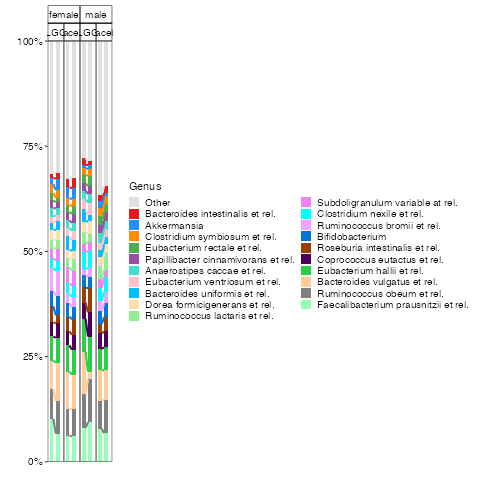 female male
LGG
LGG
100%
75%
50%
25%
0%
Genus
Other
Bacteroides intestinalis et rel.
Akkermansia
Clostridium symbiosum et rel.
Eubacterium rectale et rel.
Papillibacter cinnamivorans et rel.
Anaerostipes caccae et rel.
Eubacterium ventriosum et rel.
Bacteroides uniformis et rel.
Dorea formicigenerans et rel.
Ruminococcus lactaris et rel.
Subdoligranulum variable at rel.
Clostridium nexile et rel.
Ruminococcus bromii et rel.
Bifidobacterium
Roseburia intestinalis et rel.
Coprococcus eutactus et rel.
Eubacterium hallii et rel.
Bacteroides vulgatus et rel.
Ruminococcus obeum et rel.
Faecalibacterium prausnitzii et rel.